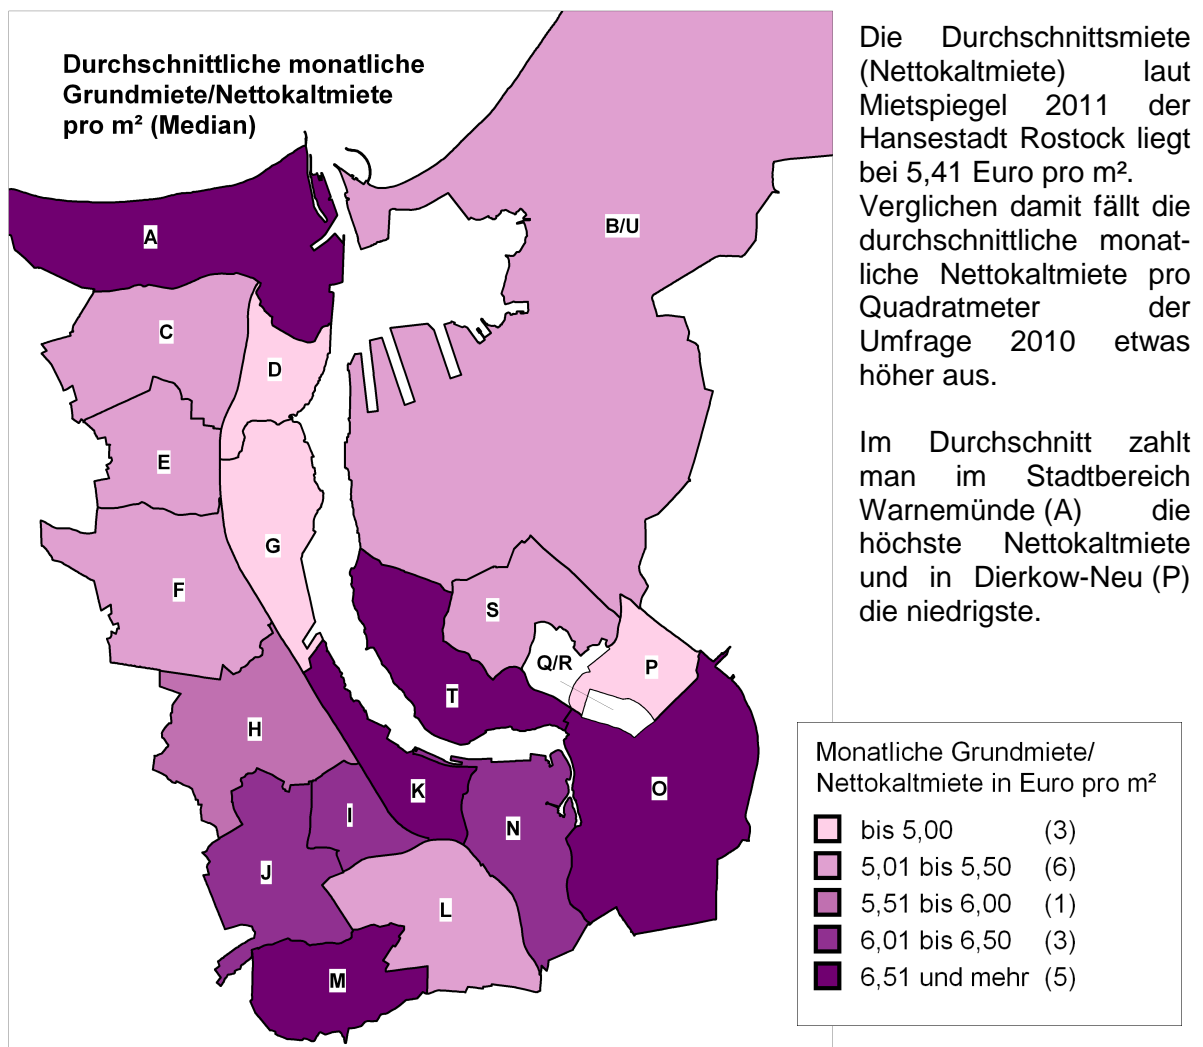 Durchschnittliche monatliche
Grundmiete/Nettokaltmiete
pro m² (Median)
A
B/U
C
D
E
G
F
S
Q/R
P
T
H
K
O
I
N
J
L
M
Die Durchschnittsmiete
(Nettokaltmiete) laut
Mietspiegel 2011 der
Hansestadt Rostock liegt
bei 5,41 Euro pro m².
Verglichen damit fällt die
durchschnittliche monat-
liche Nettokaltmiete pro
Quadratmeter der
Umfrage 2010 etwas
höher aus.
Im Durchschnitt zahlt
man im Stadtbereich
Warnemünde (A) die
höchste Nettokaltmiete
und in Dierkow-Neu (P)
die niedrigste.
Monatliche Grundmiete/
Nettokaltmiete in Euro pro m²
bis 5,00 (3)
5,01 bis 5,50 (6)
5,51 bis 6,00 (1)
6,01 bis 6,50 (3)
6,51 und mehr (5)